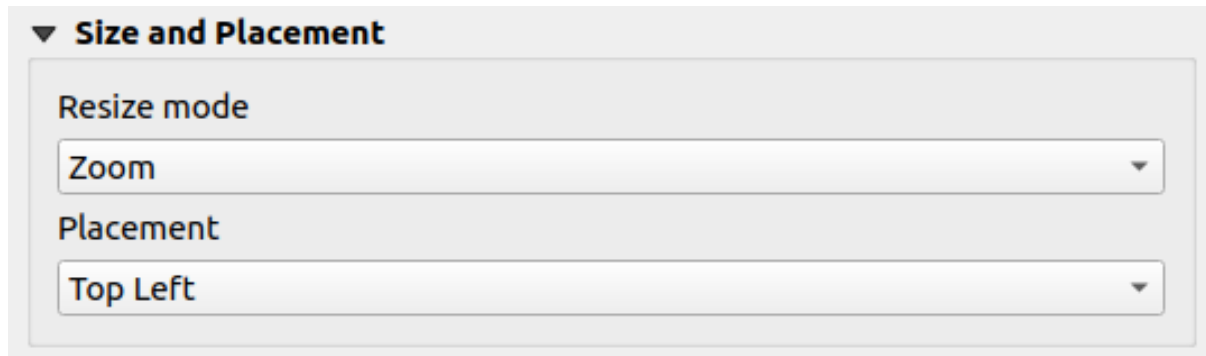 Size and Placement
Resize mode
Zoom
Placement
Top Left